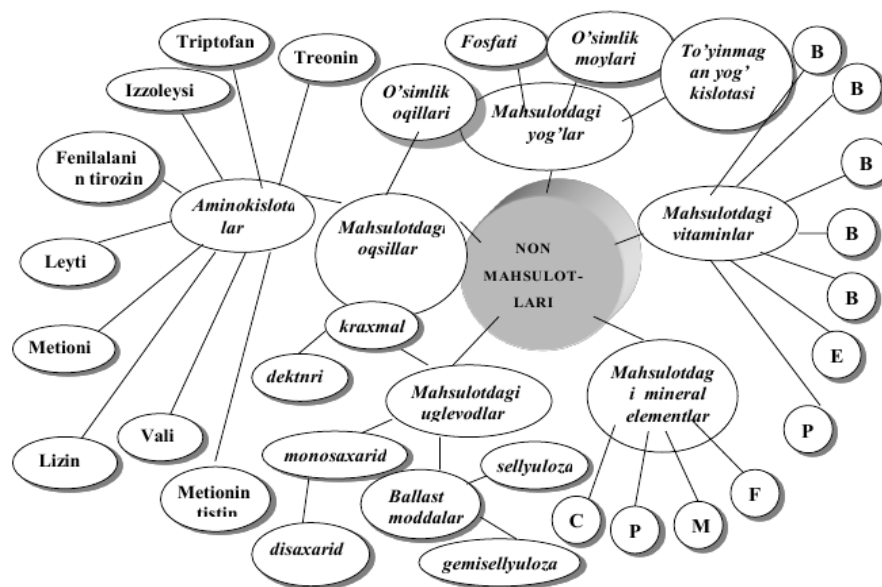 Triptofan
Treonin
Izzoleysi
Fenilalani
n tirozin
Aminokislota
lar
Leyti
Metioni
Lizin
Vali
Metionin
tistin
O'simlik
oqillari
Fosfati
O'simlik
moylari
To'yinmag
an yog'
kislotasi
Mahsulotdagi
yog'lar
Mahsulotdagi
oqsillar
NON
MAHSULOT-
LARI
Mahsulotdagi
vitaminlar
B
B
B
B
B
E
P
kraxmal
dektnri
Mahsulotdagi
uglevodlar
monosaxarid
disaxarid
Ballast
moddalar
sellyuloza
gemisellyuloza
Mahsulotdag
i mineral
elementlar
C
P
M
F